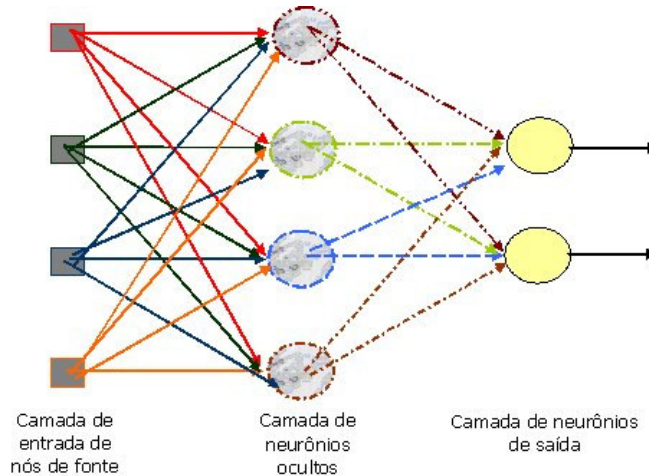 Camada de
entrada de
nós de fonte
Camada de
neurônios
ocultos
Camada de neurônios
de saída